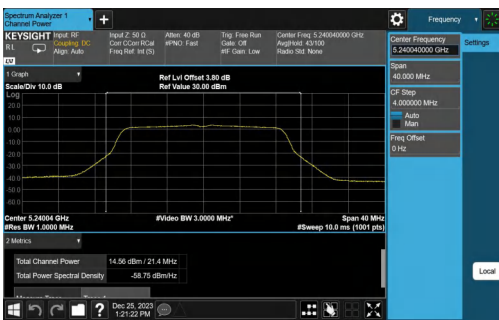 Spectrum Analyzer 1
Channel Power
Frequency
KEYSIGHT Input: RF
Coupling: DC
Align: Auto
Input Z: 50 Ω
Corr CCorr RCal
Freq Ref: Int (S)
Atten: 40 dB
#PNO: Fast
Trig: Free Run
Gate: Off
#IF Gain: Low
Center Freq: 5.240040000 GHz
Avg|Hold: 43/100
Radio Std: None
R L
Center Frequency
5.240040000 GHz
Settings
Span
40.000 MHz
CF Step
4.000000 MHz
Auto
Man
Freq Offset
0 Hz
1 Graph
Scale/Div 10.0 dB
Ref Lvl Offset 3.80 dB
Ref Value 30.00 dBm
Log
20.0
10.0
0.00
-10.0
-20.0
-30.0
-40.0
-50.0
-60.0
Center 5.24004 GHz
#Res BW 1.0000 MHz
#Video BW 3.0000 MHz*
Span 40 MHz
#Sweep 10.0 ms (1001 pts)
2 Metrics
Total Channel Power 14.56 dBm / 21.4 MHz
Total Power Spectral Density -58.75 dBm/Hz
Local
Dec 25, 2023
1:21:22 PM